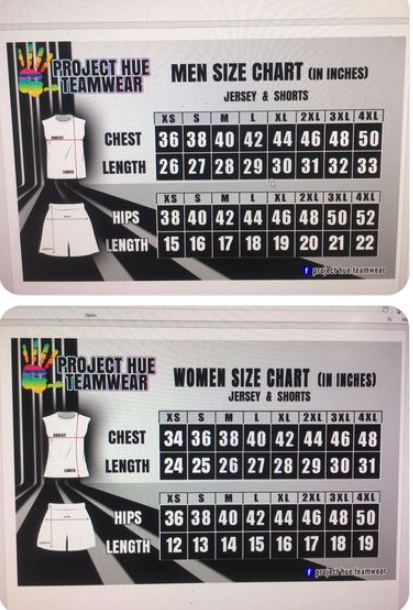 PROJECT HUE
TEAMWEAR
MEN SIZE CHART (IN INCHES)
JERSEY & SHORTS
XS S M L XL 2XL 3XL 4XL
CHEST 36 38 40 42 44 46 48 50
LENGTH 26 27 28 29 30 31 32 33
XS S M L XL 2XL 3XL 4XL
HIPS 38 40 42 44 46 48 50 52
LENGTH 15 16 17 18 19 20 21 22
f project hue teamwear
PROJECT HUE
TEAMWEAR
WOMEN SIZE CHART (IN INCHES)
JERSEY & SHORTS
XS S M L XL 2XL 3XL 4XL
CHEST 34 36 38 40 42 44 46 48
LENGTH 24 25 26 27 28 29 30 31
XS S M L XL 2XL 3XL 4XL
HIPS 36 38 40 42 44 46 48 50
LENGTH 12 13 14 15 16 17 18 19
f project hue teamwear